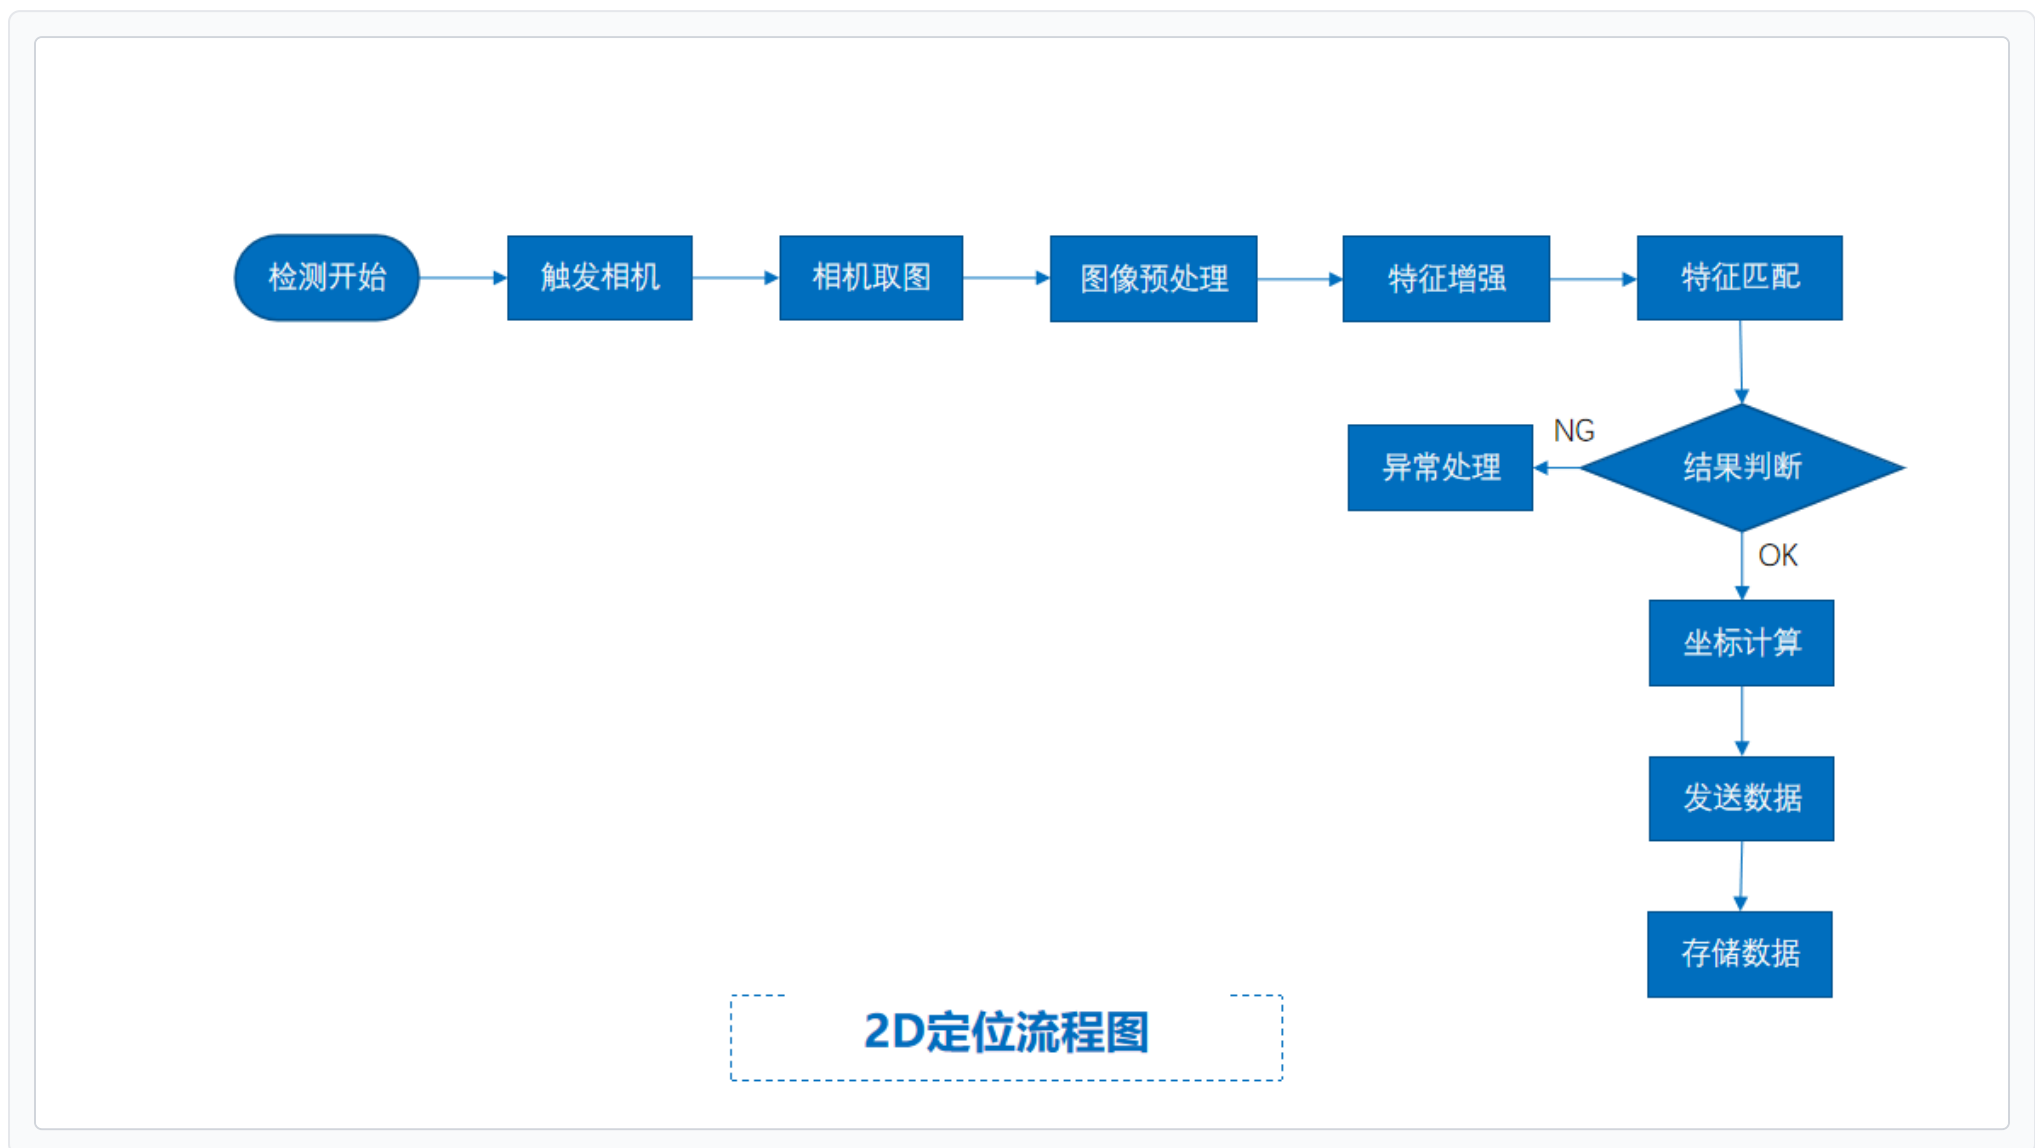 检测开始
触发相机
相机取图
图像预处理
特征增强
特征匹配
NG
异常处理
结果判断
OK
坐标计算
发送数据
存储数据
2D定位流程图